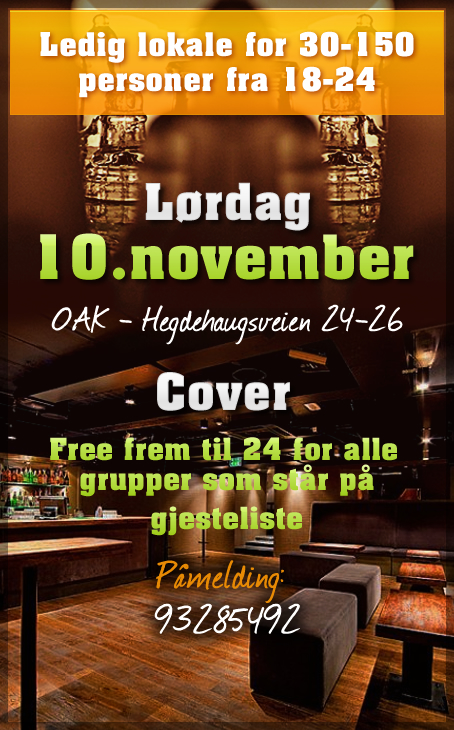 Ledig lokale for 30-150
personer fra 18-24
Lørdag
10.november
OAK - Hegdehaugsveien 24-26
Cover
Free frem til 24 for alle
grupper som står på
gjesteliste
Påmelding:
93285492